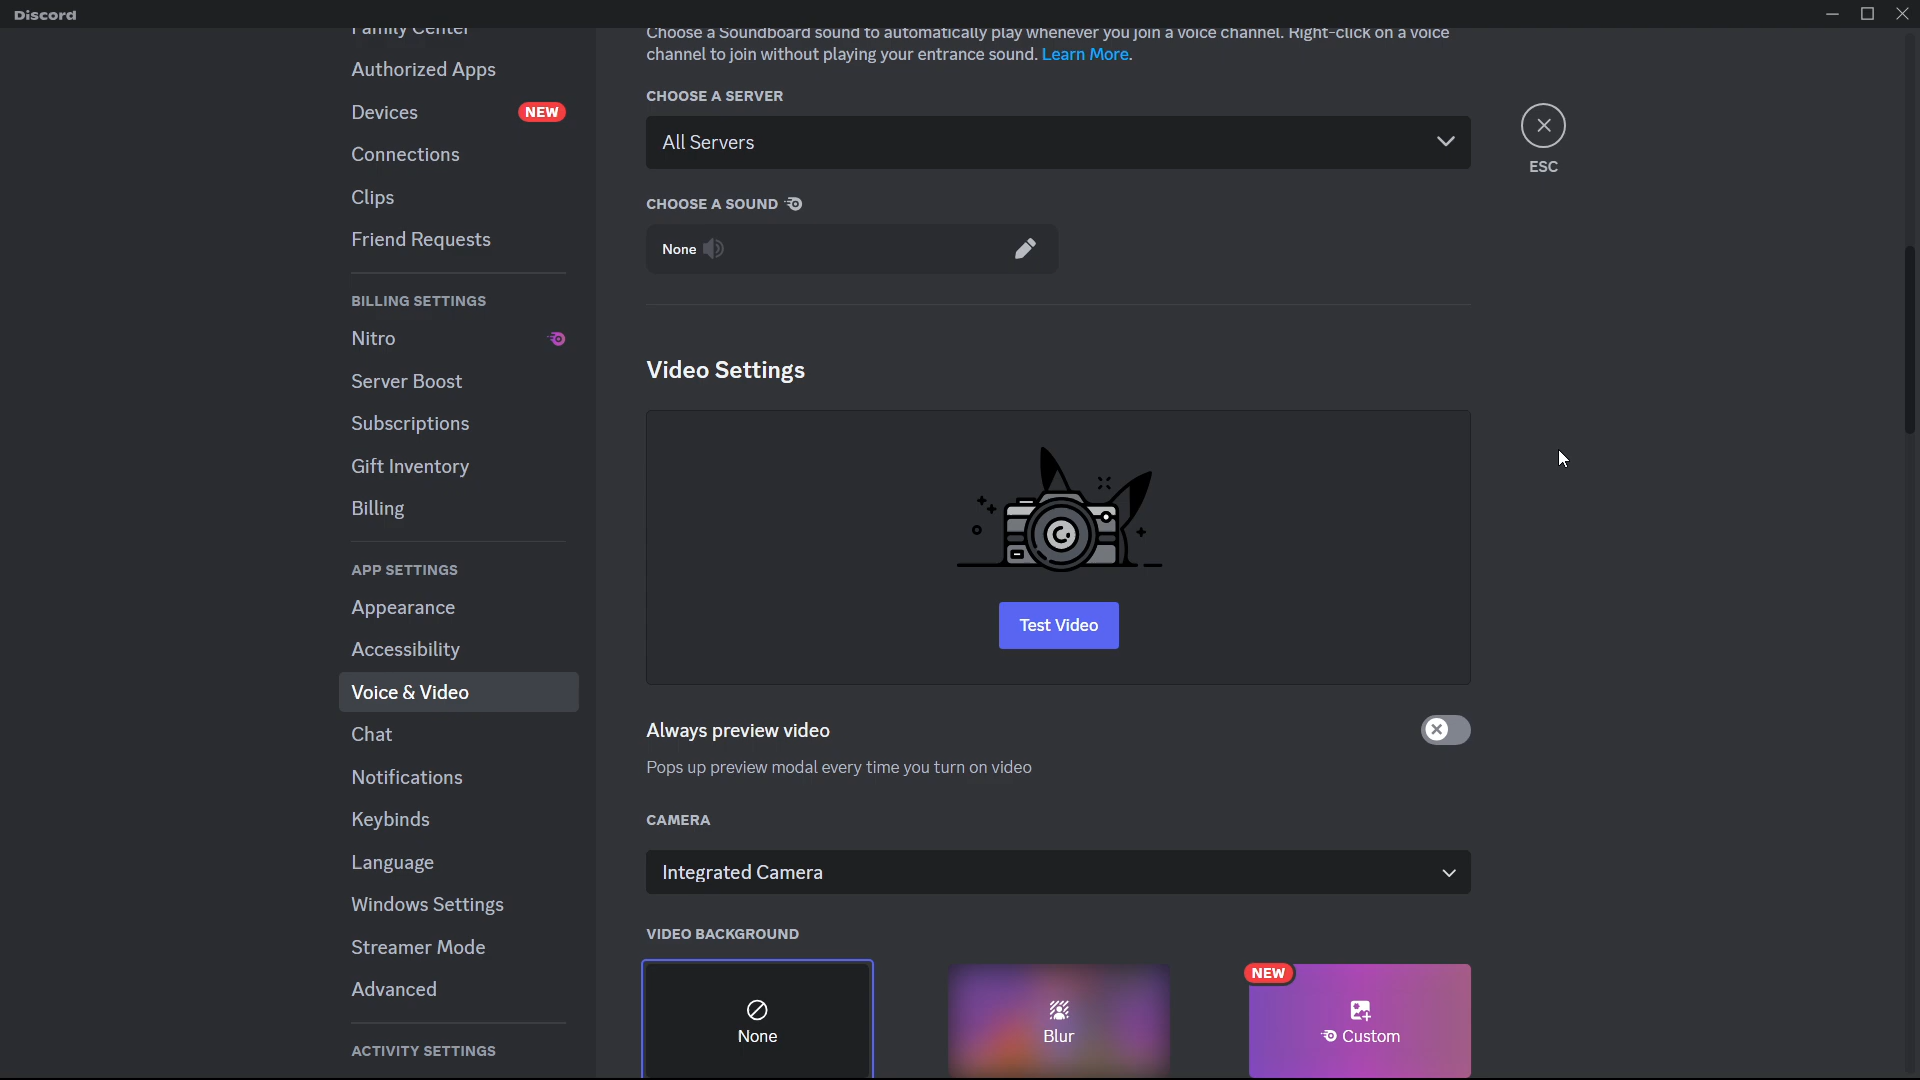 Discord
Family Center
Authorized Apps
Devices NEW
Connections
Clips
Friend Requests
BILLING SETTINGS
Nitro
Server Boost
Subscriptions
Gift Inventory
Billing
APP SETTINGS
Appearance
Accessibility
Voice & Video
Chat
Notifications
Keybinds
Language
Windows Settings
Streamer Mode
Advanced
ACTIVITY SETTINGS
Choose a Soundboard sound to automatically play whenever you join a voice channel. Right-click on a voice
channel to join without playing your entrance sound. Learn More.
CHOOSE A SERVER
All Servers
CHOOSE A SOUND
None
Video Settings
Test Video
Always preview video
Pops up preview modal every time you turn on video
CAMERA
Integrated Camera
VIDEO BACKGROUND
None
Blur
NEW
Custom
ESC